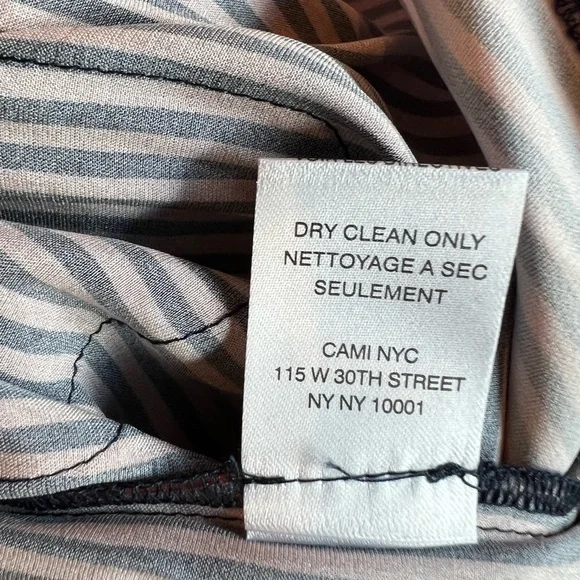 DRY CLEAN ONLY
NETTOYAGE A SEC
SEULEMENT
CAMI NYC
115 W 30TH STREET
NY NY 10001